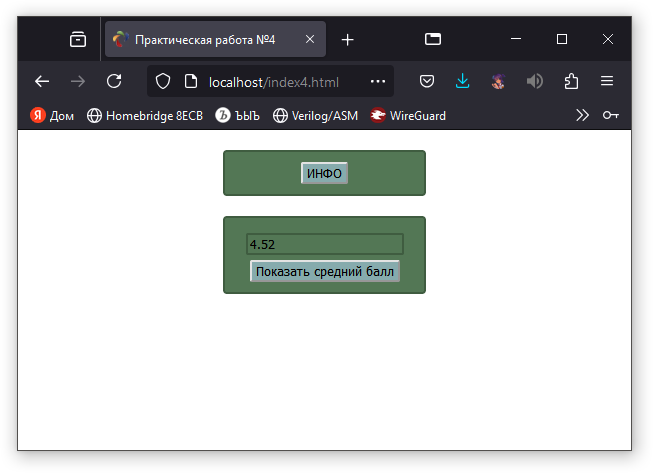 Практическая работа №4
localhost/index4.html
Я Дом Homebridge 8ECB Ъ ЪЫЪ Verilog/ASM WireGuard
ИНФО
4.52
Показать средний балл